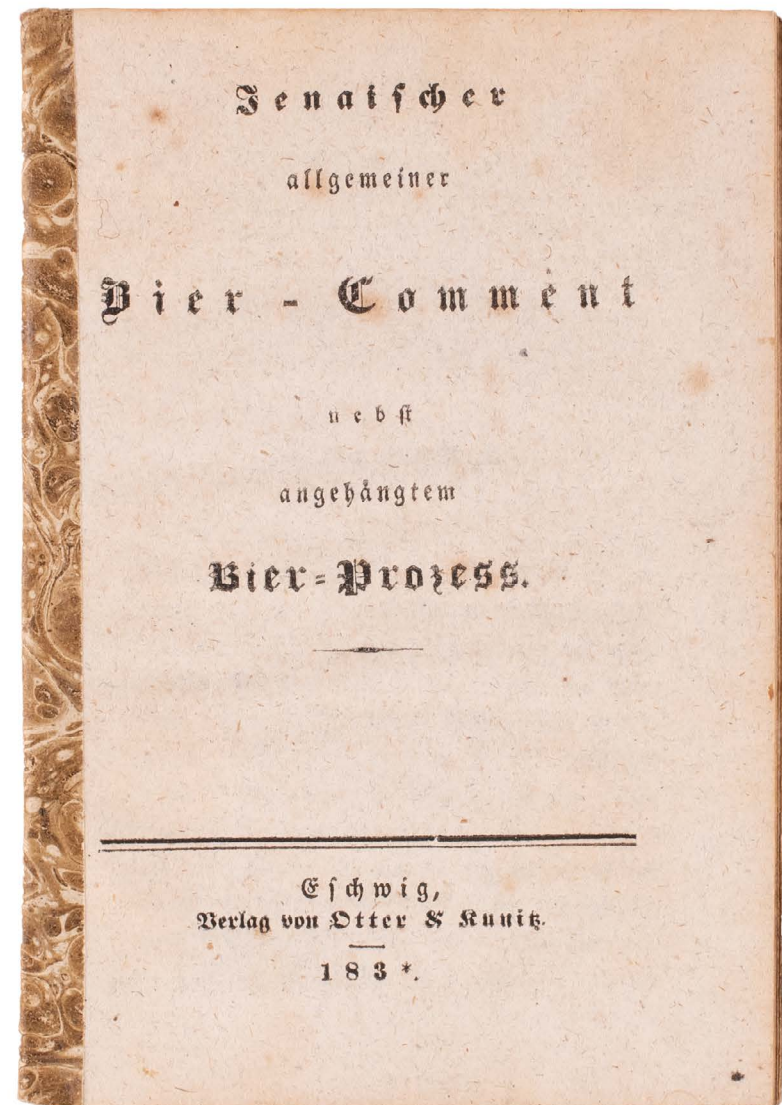 Jenaiſcher
allgemeiner
Bier - Comment
nebſt
angehängtem
Bier=Prozess.
Eſchwig,
Verlag von Otter & Kunitz.
183*.